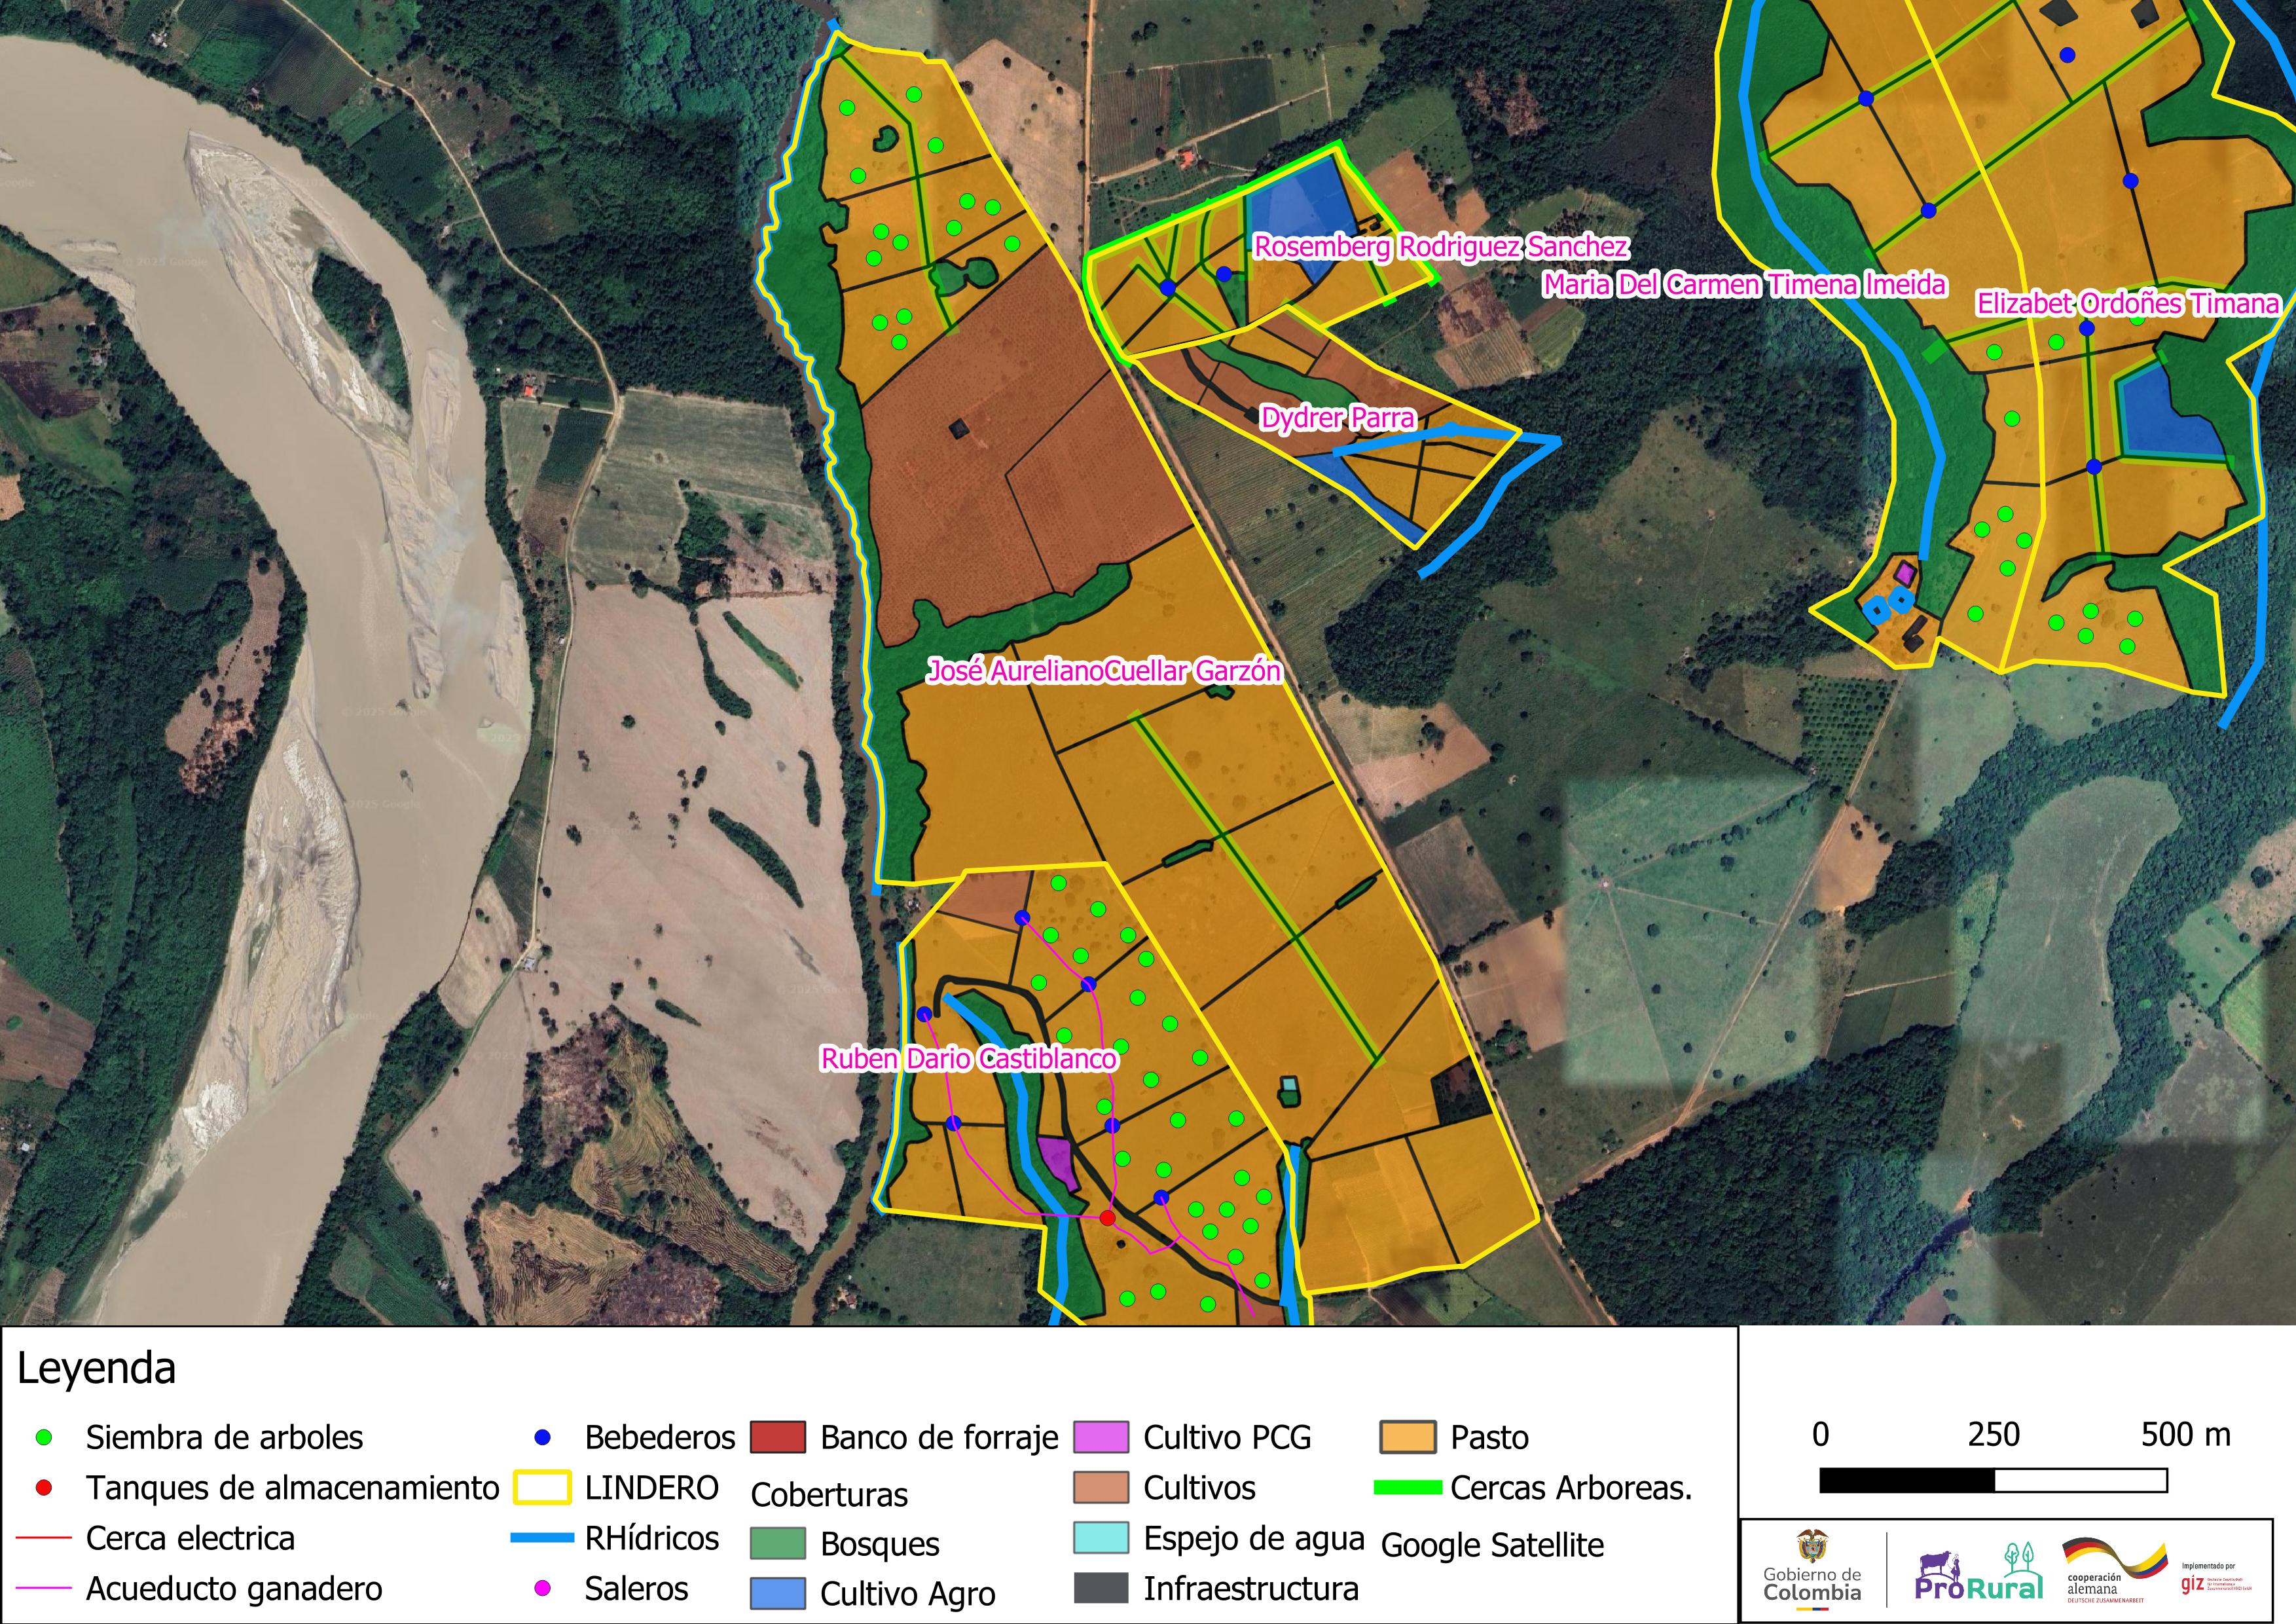 Rosemberg Rodriguez Sanchez
Maria Del Carmen Timena Imeida
Elizabet Ordoñes Timana
Dydrer Parra
José AurelianoCuellar Garzón
Ruben Dario Castiblanco
Leyenda
Siembra de arboles
Tanques de almacenamiento
Cerca electrica
Acueducto ganadero
Bebederos
LINDERO
RHídricos
Saleros
Banco de forraje
Coberturas
Bosques
Cultivo Agro
Cultivo PCG
Cultivos
Espejo de agua
Infraestructura
Pasto
Cercas Arboreas.
Google Satellite
0 250 500 m
Gobierno de
Colombia
ProRural
cooperación
alemana
DEUTSCHE ZUSAMMENARBEIT
Implementado por
giz